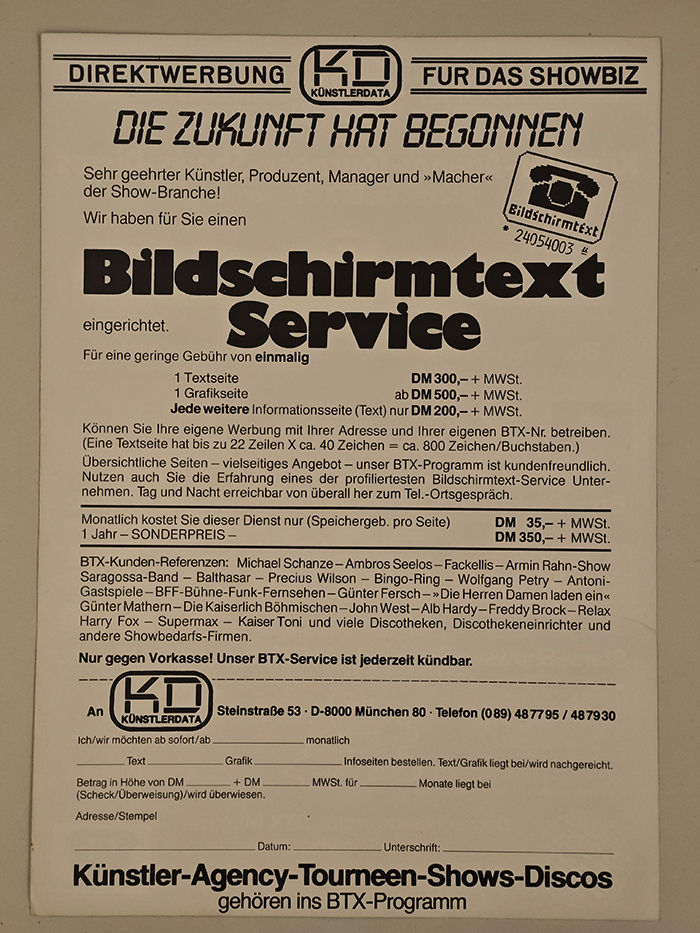 DIREKTWERBUNG KD KÜNSTLERDATA FÜR DAS SHOWBIZ
DIE ZUKUNFT HAT BEGONNEN
Sehr geehrter Künstler, Produzent, Manager und »Macher«
der Show-Branche!
Bildschirmtext
* 24054003 #
Wir haben für Sie einen
Bildschirmtext
eingerichtet. Service
Für eine geringe Gebühr von einmalig
1 Textseite DM 300,– + MWSt.
1 Grafikseite ab DM 500,– + MWSt.
Jede weitere Informationsseite (Text) nur DM 200,– + MWSt.
Können Sie Ihre eigene Werbung mit Ihrer Adresse und Ihrer eigenen BTX-Nr. betreiben.
(Eine Textseite hat bis zu 22 Zeilen X ca. 40 Zeichen = ca. 800 Zeichen/Buchstaben.)
Übersichtliche Seiten – vielseitiges Angebot – unser BTX-Programm ist kundenfreundlich.
Nutzen auch Sie die Erfahrung eines der profiliertesten Bildschirmtext-Service Unter-
nehmen. Tag und Nacht erreichbar von überall her zum Tel.-Ortsgespräch.
Monatlich kostet Sie dieser Dienst nur (Speichergeb. pro Seite) DM 35,– + MWSt.
1 Jahr – SONDERPREIS – DM 350,– + MWSt.
BTX-Kunden-Referenzen: Michael Schanze – Ambros Seelos – Fackellis – Armin Rahn-Show
Saragossa-Band – Balthasar – Precius Wilson – Bingo-Ring – Wolfgang Petry – Antoni-
Gastspiele – BFF-Bühne-Funk-Fernsehen – Günter Fersch – »Die Herren Damen laden ein«
Günter Mathern – Die Kaiserlich Böhmischen – John West – Alb Hardy – Freddy Brock – Relax
Harry Fox – Supermax – Kaiser Toni und viele Discotheken, Discothekeneinrichter und
andere Showbedarfs-Firmen.
Nur gegen Vorkasse! Unser BTX-Service ist jederzeit kündbar.
An KD KÜNSTLERDATA Steinstraße 53 · D-8000 München 80 · Telefon (089) 487795 / 487930
Ich/wir möchten ab sofort/ab ____ monatlich
____ Text ____ Grafik ____ Infoseiten bestellen. Text/Grafik liegt bei/wird nachgereicht.
Betrag in Höhe von DM ____ + DM ____ MWSt. für ____ Monate liegt bei
(Scheck/Überweisung)/wird überwiesen.
Adresse/Stempel
____ Datum: ____ Unterschrift: ____
Künstler-Agency-Tourneen-Shows-Discos
gehören ins BTX-Programm